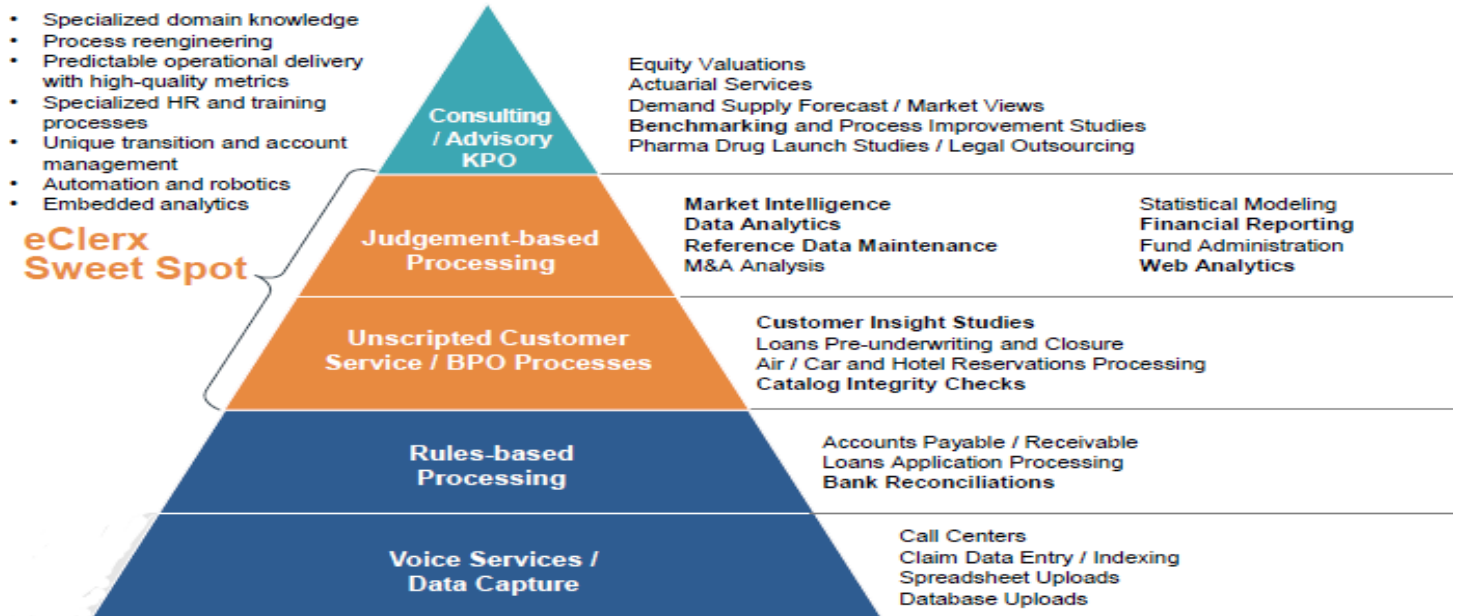 • Specialized domain knowledge
• Process reengineering
• Predictable operational delivery
with high-quality metrics
• Specialized HR and training
processes
• Unique transition and account
management
• Automation and robotics
• Embedded analytics
eClerx
Sweet Spot
Consulting
/ Advisory
KPO
Equity Valuations
Actuarial Services
Demand Supply Forecast / Market Views
Benchmarking and Process Improvement Studies
Pharma Drug Launch Studies / Legal Outsourcing
Judgement-based
Processing
Market Intelligence
Data Analytics
Reference Data Maintenance
M&A Analysis
Statistical Modeling
Financial Reporting
Fund Administration
Web Analytics
Unscripted Customer
Service / BPO Processes
Customer Insight Studies
Loans Pre-underwriting and Closure
Air / Car and Hotel Reservations Processing
Catalog Integrity Checks
Rules-based
Processing
Accounts Payable / Receivable
Loans Application Processing
Bank Reconciliations
Voice Services /
Data Capture
Call Centers
Claim Data Entry / Indexing
Spreadsheet Uploads
Database Uploads